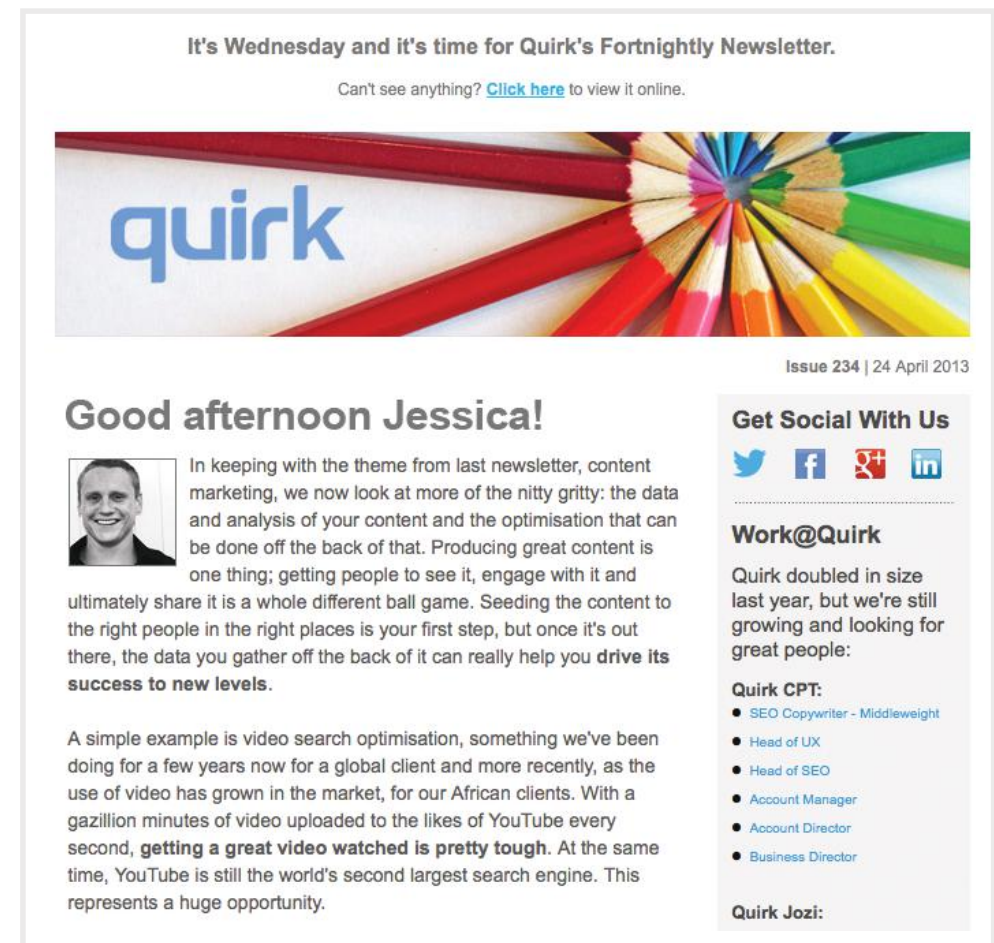 It's Wednesday and it's time for Quirk's Fortnightly Newsletter.
Can't see anything? Click here to view it online.
quirk
Issue 234 | 24 April 2013
Good afternoon Jessica!
In keeping with the theme from last newsletter, content
marketing, we now look at more of the nitty gritty: the data
and analysis of your content and the optimisation that can
be done off the back of that. Producing great content is
one thing; getting people to see it, engage with it and
ultimately share it is a whole different ball game. Seeding the content to
the right people in the right places is your first step, but once it's out
there, the data you gather off the back of it can really help you drive its
success to new levels.
A simple example is video search optimisation, something we've been
doing for a few years now for a global client and more recently, as the
use of video has grown in the market, for our African clients. With a
gazillion minutes of video uploaded to the likes of YouTube every
second, getting a great video watched is pretty tough. At the same
time, YouTube is still the world's second largest search engine. This
represents a huge opportunity.
Get Social With Us
f g+ in
Work@Quirk
Quirk doubled in size
last year, but we're still
growing and looking for
great people:
Quirk CPT:
• SEO Copywriter - Middleweight
• Head of UX
• Head of SEO
• Account Manager
• Account Director
• Business Director
Quirk Jozi: